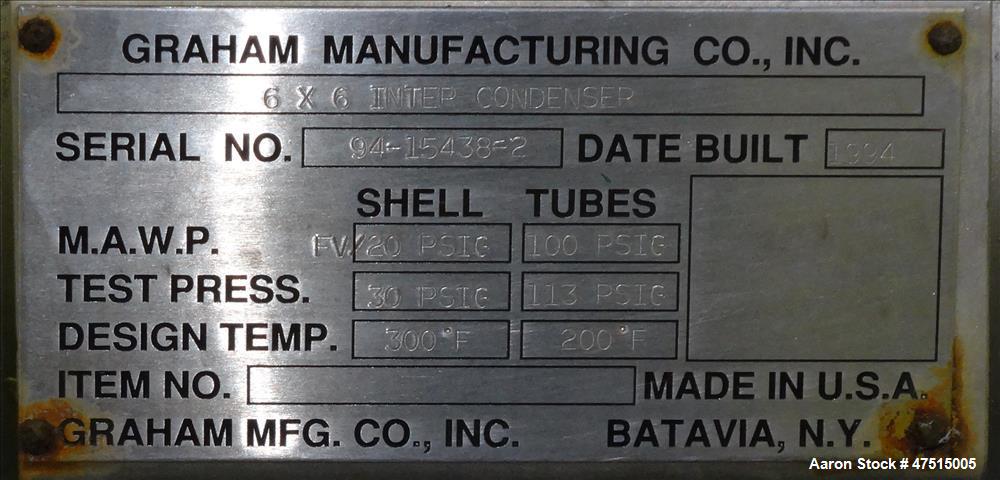 GRAHAM MANUFACTURING CO., INC.
6 X 6 INTER CONDENSER
SERIAL NO. 94-15438-2 DATE BUILT 1994
SHELL TUBES
M.A.W.P. FV/20 PSIG 100 PSIG
TEST PRESS. 30 PSIG 113 PSIG
DESIGN TEMP. 300°F 200°F
ITEM NO. MADE IN U.S.A.
GRAHAM MFG. CO., INC. BATAVIA, N.Y.
Aaron Stock # 47515005